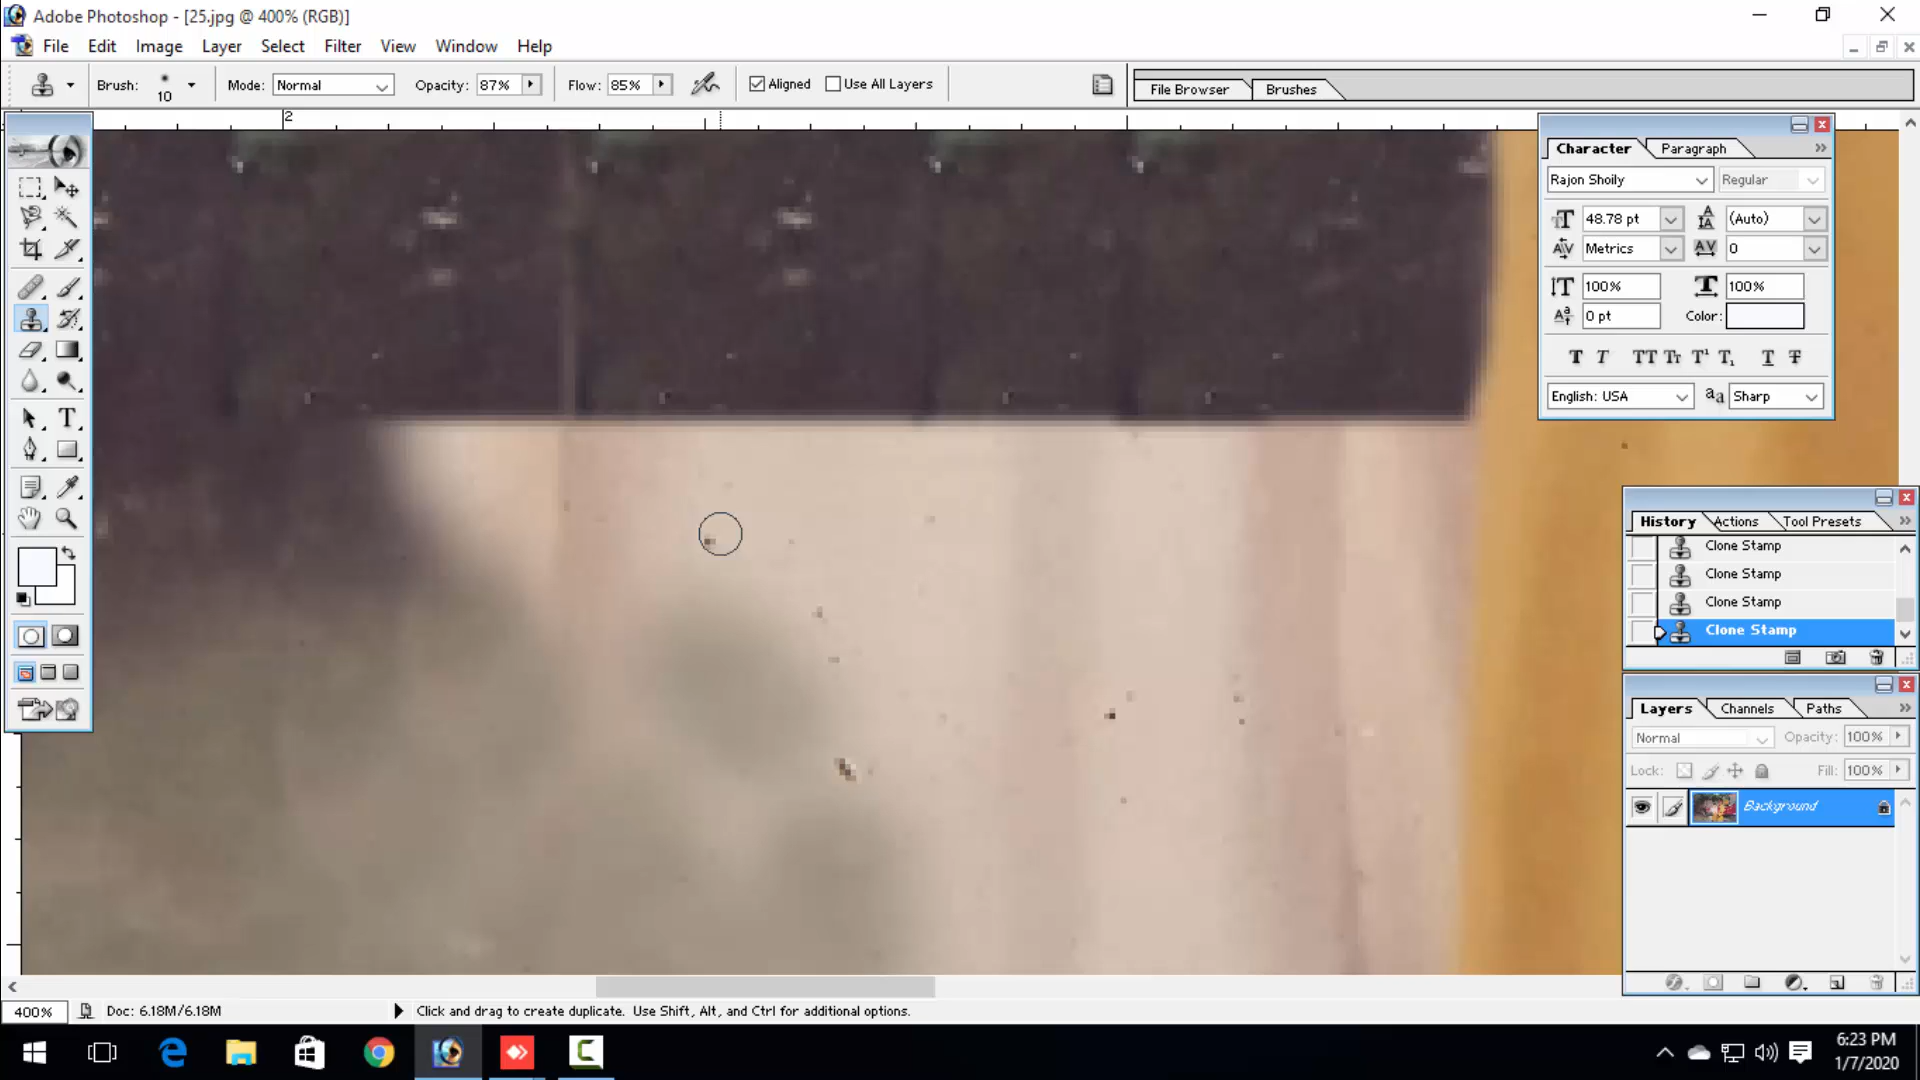 Adobe Photoshop - [25.jpg @ 400% (RGB)]
File Edit Image Layer Select Filter View Window Help
Brush: 10 Mode: Normal Opacity: 87% Flow: 85% Aligned Use All Layers File Browser Brushes
2
Character Paragraph
Rajon Shoily Regular
48.78 pt (Auto)
Metrics 0
100% 100%
0 pt Color:
T T TT Tr T¹ T₁ T T
English: USA aa Sharp
History Actions Tool Presets
Clone Stamp
Clone Stamp
Clone Stamp
Clone Stamp
Layers Channels Paths
Normal Opacity: 100%
Lock: Fill: 100%
Background
400% Doc: 6.18M/6.18M Click and drag to create duplicate. Use Shift, Alt, and Ctrl for additional options.
6:23 PM
1/7/2020